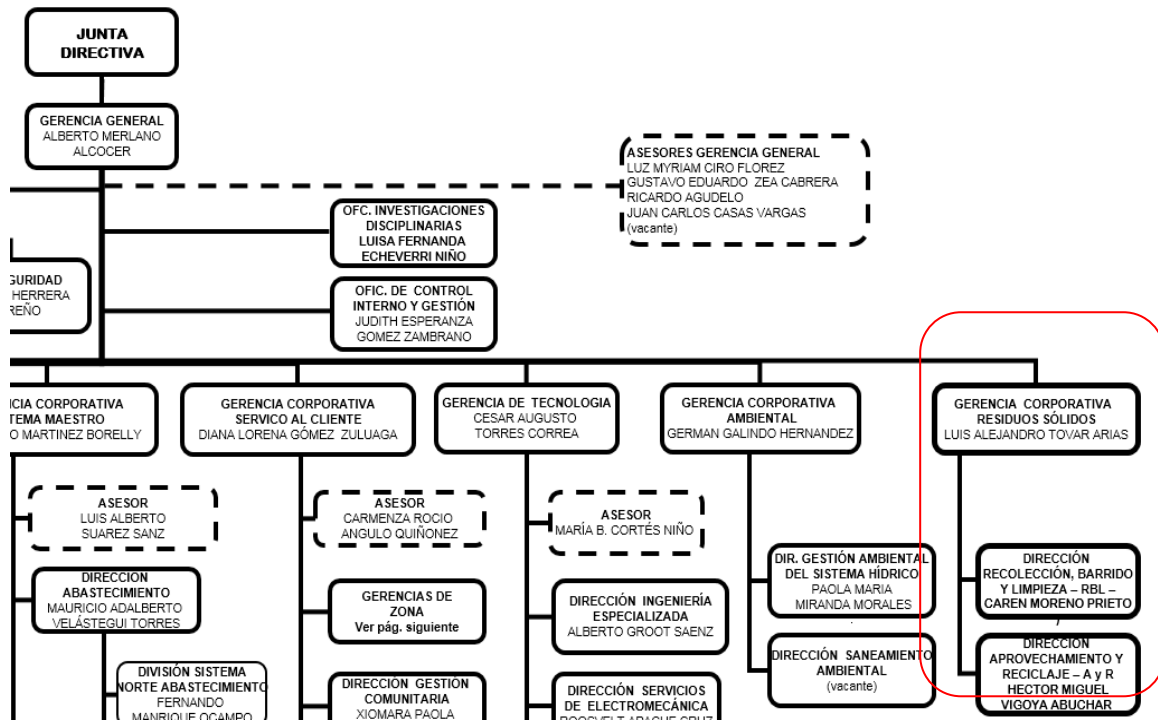 JUNTA
DIRECTIVA
GERENCIA GENERAL
ALBERTO MERLANO
ALCOCER
ASESORES GERENCIA GENERAL
LUZ MYRIAM CIRO FLOREZ
GUSTAVO EDUARDO ZEA CABRERA
RICARDO AGUDELO
JUAN CARLOS CASAS VARGAS
(vacante)
OFC. INVESTIGACIONES
DISCIPLINARIAS
LUISA FERNANDA
ECHEVERRI NIÑO
GURIDAD
HERRERA
REÑO
OFIC. DE CONTROL
INTERNO Y GESTIÓN
JUDITH ESPERANZA
GOMEZ ZAMBRANO
NCIA CORPORATIVA
TEMA MAESTRO
O MARTINEZ BORELLY
GERENCIA CORPORATIVA
SERVICO AL CLIENTE
DIANA LORENA GÓMEZ ZULUAGA
GERENCIA DE TECNOLOGIA
CESAR AUGUSTO
TORRES CORREA
GERENCIA CORPORATIVA
AMBIENTAL
GERMAN GALINDO HERNANDEZ
GERENCIA CORPORATIVA
RESIDUOS SÓLIDOS
LUIS ALEJANDRO TOVAR ARIAS
ASESOR
LUIS ALBERTO
SUAREZ SANZ
ASESOR
CARMENZA ROCIO
ANGULO QUIÑONEZ
ASESOR
MARÍA B. CORTÉS NIÑO
DIRECCION
ABASTECIMIENTO
MAURICIO ADALBERTO
VELÁSTEGUI TORRES
GERENCIAS DE
ZONA
Ver pág. siguiente
DIRECCIÓN INGENIERÍA
ESPECIALIZADA
ALBERTO GROOT SAENZ
DIR. GESTIÓN AMBIENTAL
DEL SISTEMA HÍDRICO
PAOLA MARIA
MIRANDA MORALES
DIRECCIÓN
RECOLECCIÓN, BARRIDO
Y LIMPIEZA – RBL –
CAREN MORENO PRIETO
DIVISIÓN SISTEMA
NORTE ABASTECIMIENTO
FERNANDO
MANRIQUE OCAMPO
DIRECCIÓN GESTIÓN
COMUNITARIA
XIOMARA PAOLA
DIRECCIÓN SERVICIOS
DE ELECTROMECÁNICA
ROOSVELT APACHE CRUZ
DIRECCIÓN SANEAMIENTO
AMBIENTAL
(vacante)
DIRECCIÓN
APROVECHAMIENTO Y
RECICLAJE – A y R
HECTOR MIGUEL
VIGOYA ABUCHAR